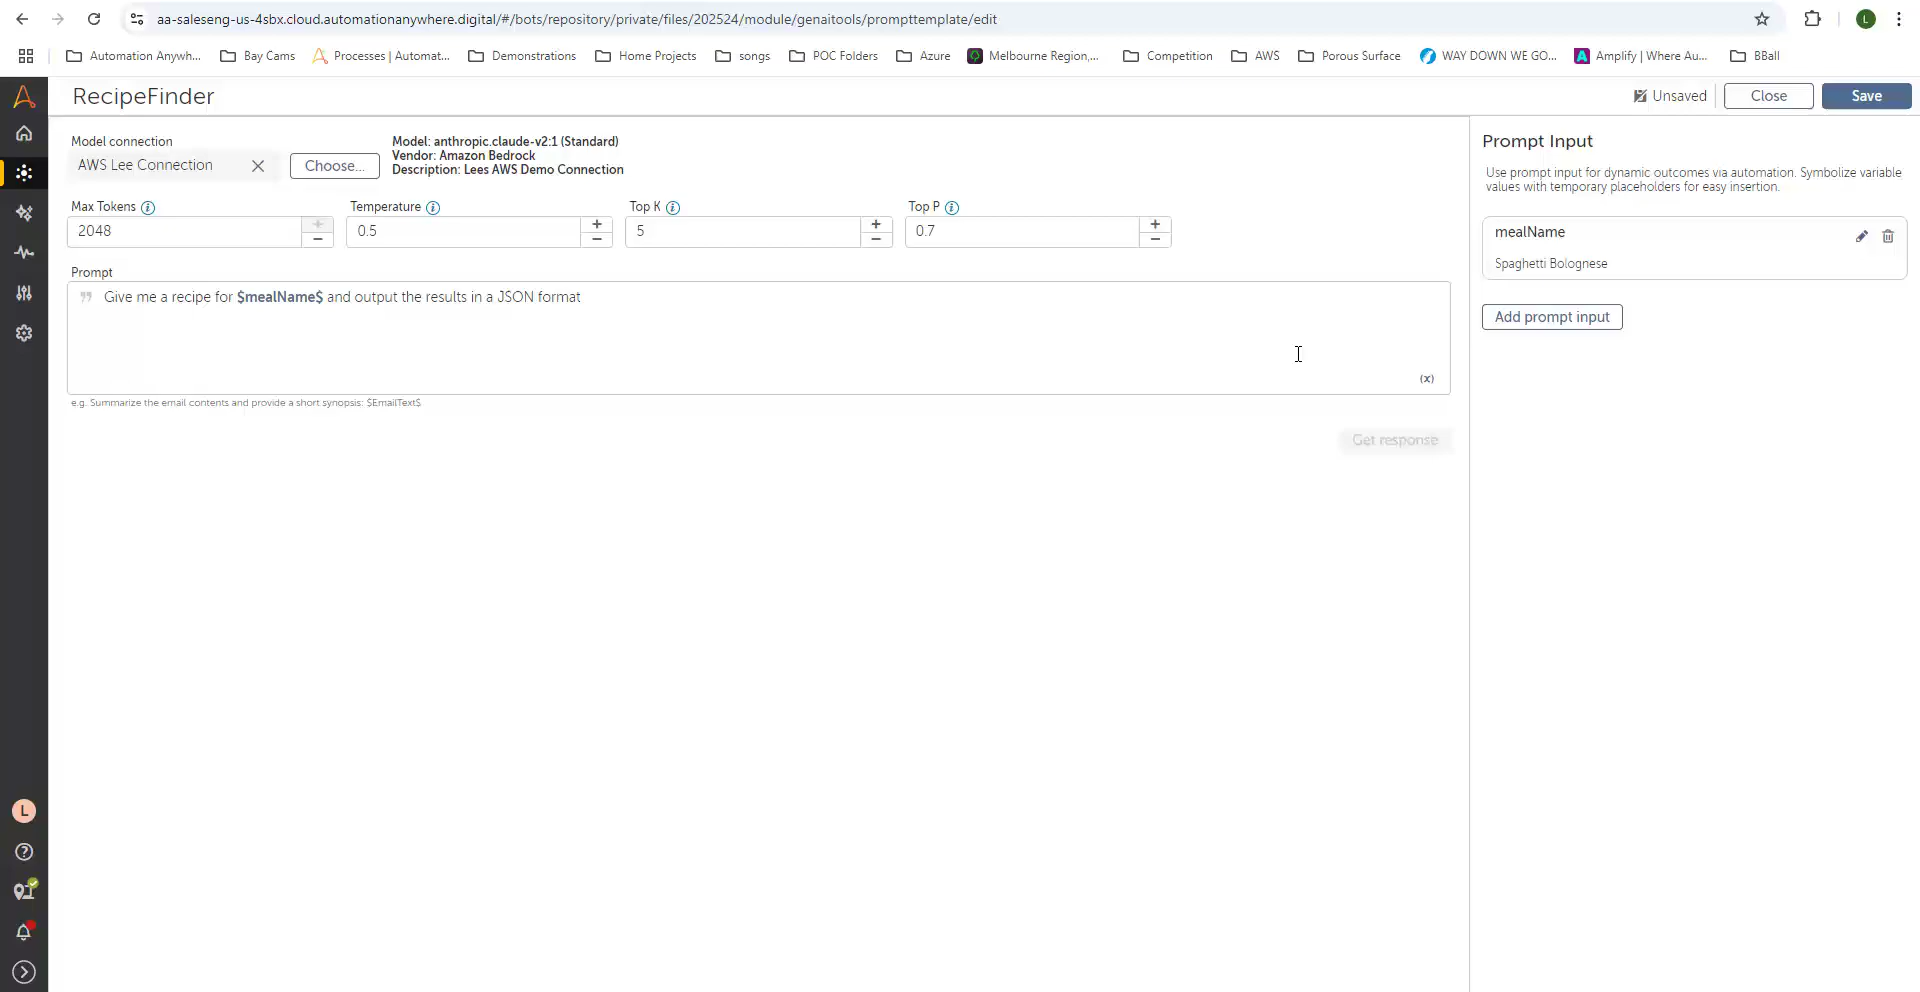 aa-saleseng-us-4sbx.cloud.automationanywhere.digital/#/bots/repository/private/files/202524/module/genaitools/prompttemplate/edit
L
Automation Anywh...
Bay Cams
Processes | Automat...
Demonstrations
Home Projects
songs
POC Folders
Azure
Melbourne Region,...
Competition
AWS
Porous Surface
WAY DOWN WE GO...
Amplify | Where Au...
BBall
RecipeFinder
Unsaved
Close
Save
Model connection
AWS Lee Connection
Choose...
Model: anthropic.claude-v2:1 (Standard)
Vendor: Amazon Bedrock
Description: Lees AWS Demo Connection
Max Tokens
2048
Temperature
0.5
Top K
5
Top P
0.7
Prompt
Give me a recipe for $mealName$ and output the results in a JSON format
(x)
e.g. Summarize the email contents and provide a short synopsis: $EmailText$
Get response
Prompt Input
Use prompt input for dynamic outcomes via automation. Symbolize variable
values with temporary placeholders for easy insertion.
mealName
Spaghetti Bolognese
Add prompt input
L